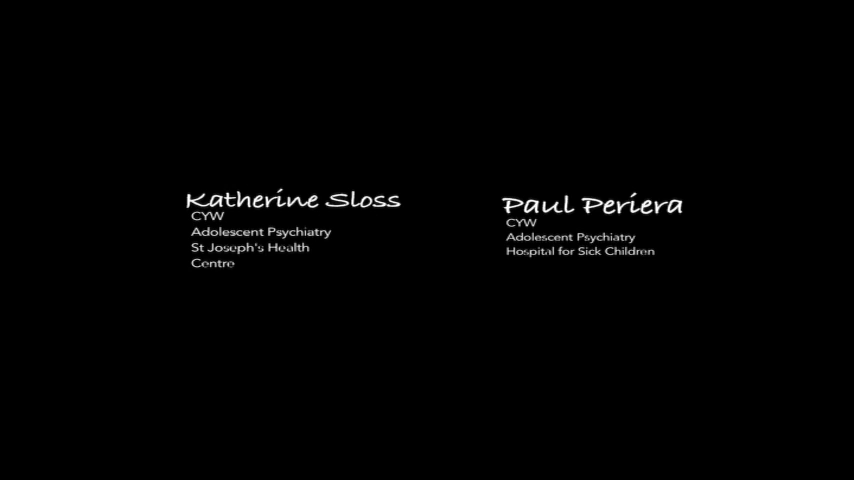 Katherine Sloss
CYW
Adolescent Psychiatry
St Joseph's Health
Centre
Paul Periera
CYW
Adolescent Psychiatry
Hospital for Sick Children